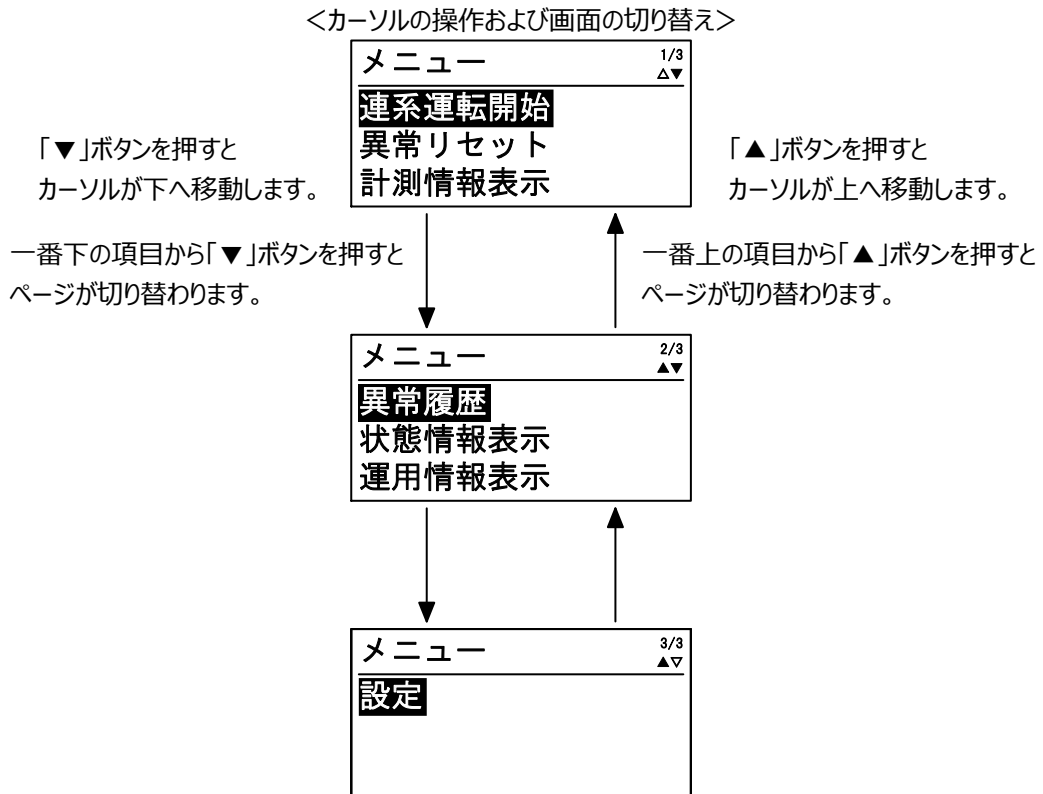 ＜カーソルの操作および画面の切り替え＞
メニュー 1/3
△▼
連系運転開始
異常リセット
計測情報表示
「▼」ボタンを押すと
カーソルが下へ移動します。
「▲」ボタンを押すと
カーソルが上へ移動します。
一番下の項目から「▼」ボタンを押すと
ページが切り替わります。
一番上の項目から「▲」ボタンを押すと
ページが切り替わります。
メニュー 2/3
▲▼
異常履歴
状態情報表示
運用情報表示
メニュー 3/3
▲▽
設定